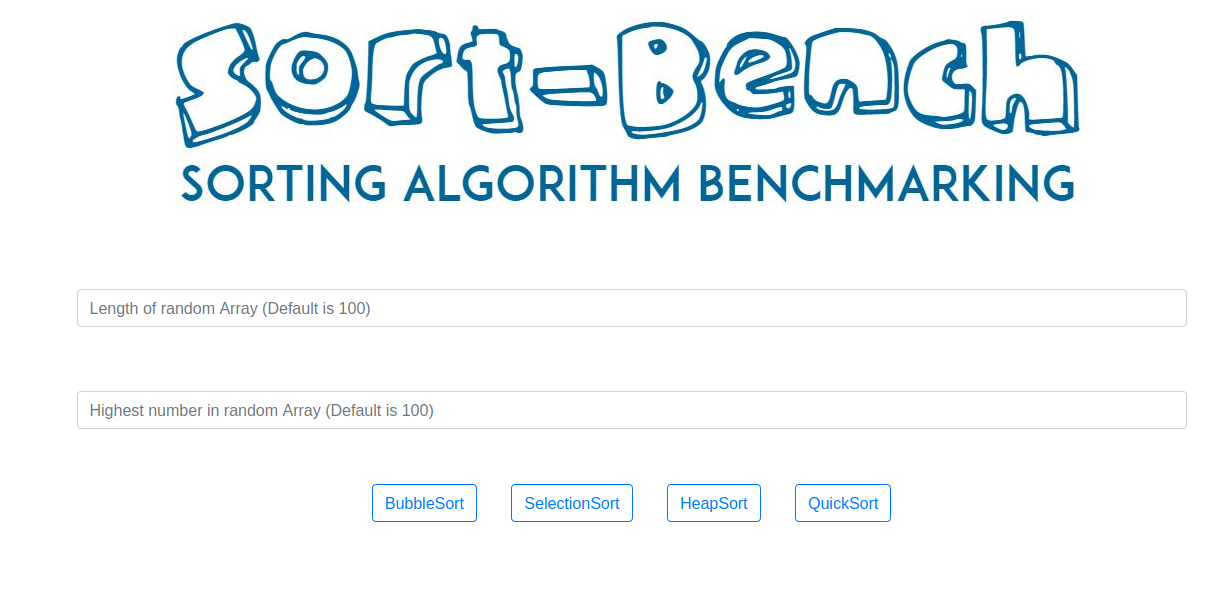 Sort-Bench
SORTING ALGORITHM BENCHMARKING
Length of random Array (Default is 100)
Highest number in random Array (Default is 100)
BubbleSort SelectionSort HeapSort QuickSort